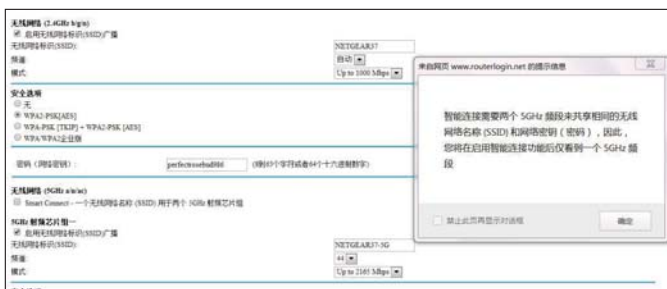 无线网络 (2.4GHz b/g/n)
启用无线网络标识(SSID)广播
无线网络标识(SSID): NETGEAR37
频道: 自动
模式: Up to 1000 Mbps
安全选项
无
WPA2-PSK[AES]
WPA-PSK [TKIP] + WPA2-PSK [AES]
WPA/WPA2企业版
密码（网络密钥）: (8到63个字符或者64个十六进制数字)
无线网络 (5GHz a/n/ac)
Smart Connect - 一个无线网络名称 (SSID) 用于两个 5GHz 射频芯片组
5GHz 射频芯片组一
启用无线网络标识(SSID)广播
无线网络标识(SSID): NETGEAR37-5G
频道: 44
模式: Up to 2165 Mbps
来自网页 www.routerlogin.net 的提示信息
智能连接需要两个 5GHz 频段未共享相同的无线
网络名称 (SSID) 和网络密钥（密码），因此，
您将在启用智能连接功能后仅看到一个 5GHz 频
段
禁止此页再显示对话框
确定